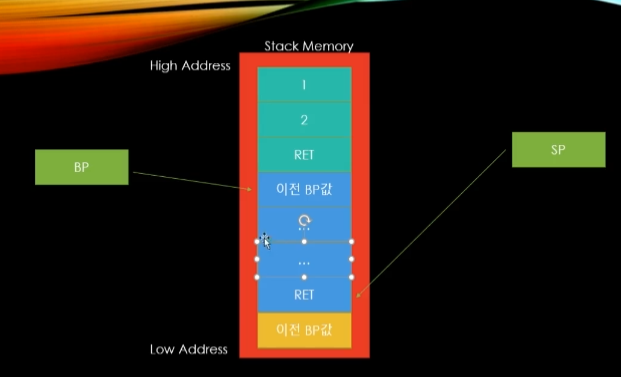 Stack Memory
High Address
1
2
RET
BP
이전 BP값
SP
...
...
RET
이전 BP값
Low Address